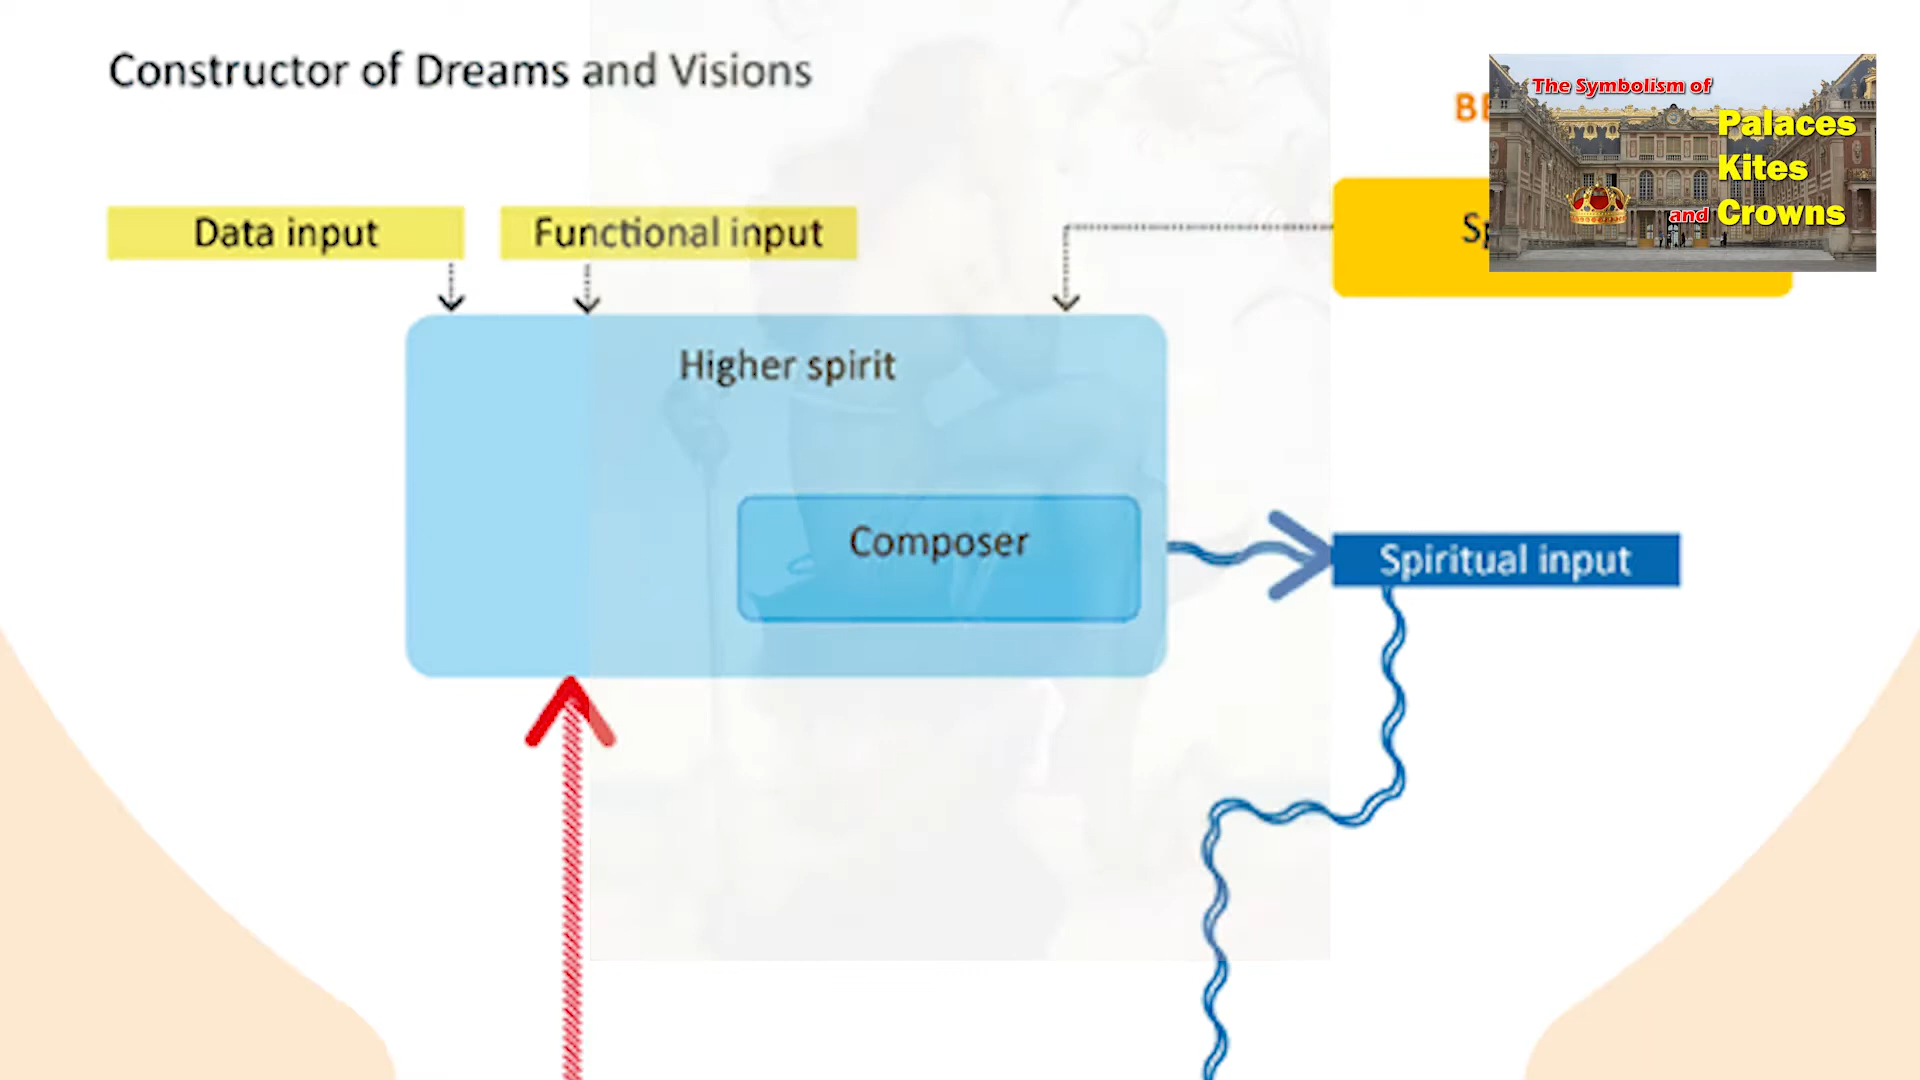 Constructor of Dreams and Visions
The Symbolism of
Palaces
Kites
and Crowns
Data input
Functional input
Higher spirit
Composer
Spiritual input